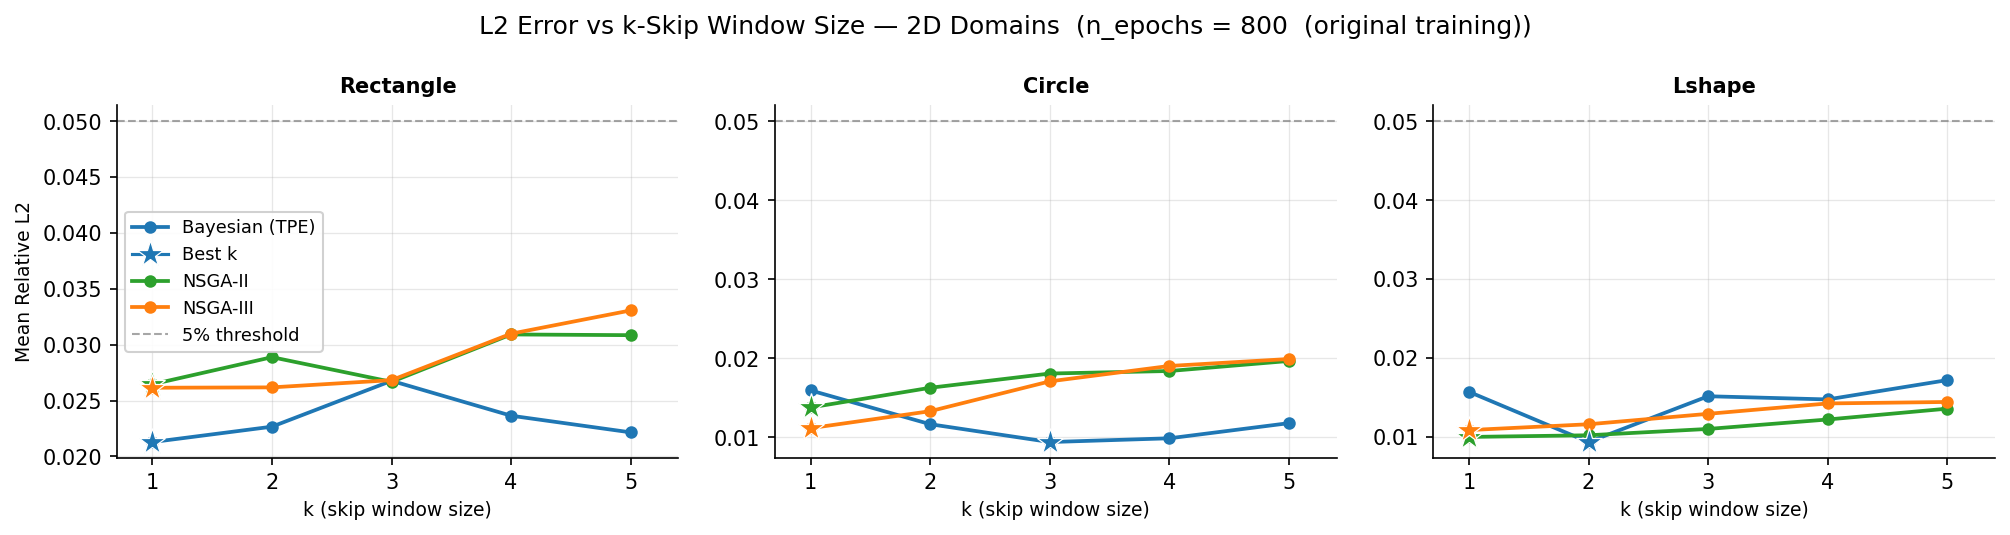 L2 Error vs k-Skip Window Size — 2D Domains  (n_epochs = 800  (original training))
Rectangle
Mean Relative L2
0.050
0.045
0.040
0.035
0.030
0.025
0.020
Bayesian (TPE)
Best k
NSGA-II
NSGA-III
5% threshold
1 2 3 4 5
k (skip window size)
Circle
0.05
0.04
0.03
0.02
0.01
1 2 3 4 5
k (skip window size)
Lshape
0.05
0.04
0.03
0.02
0.01
1 2 3 4 5
k (skip window size)